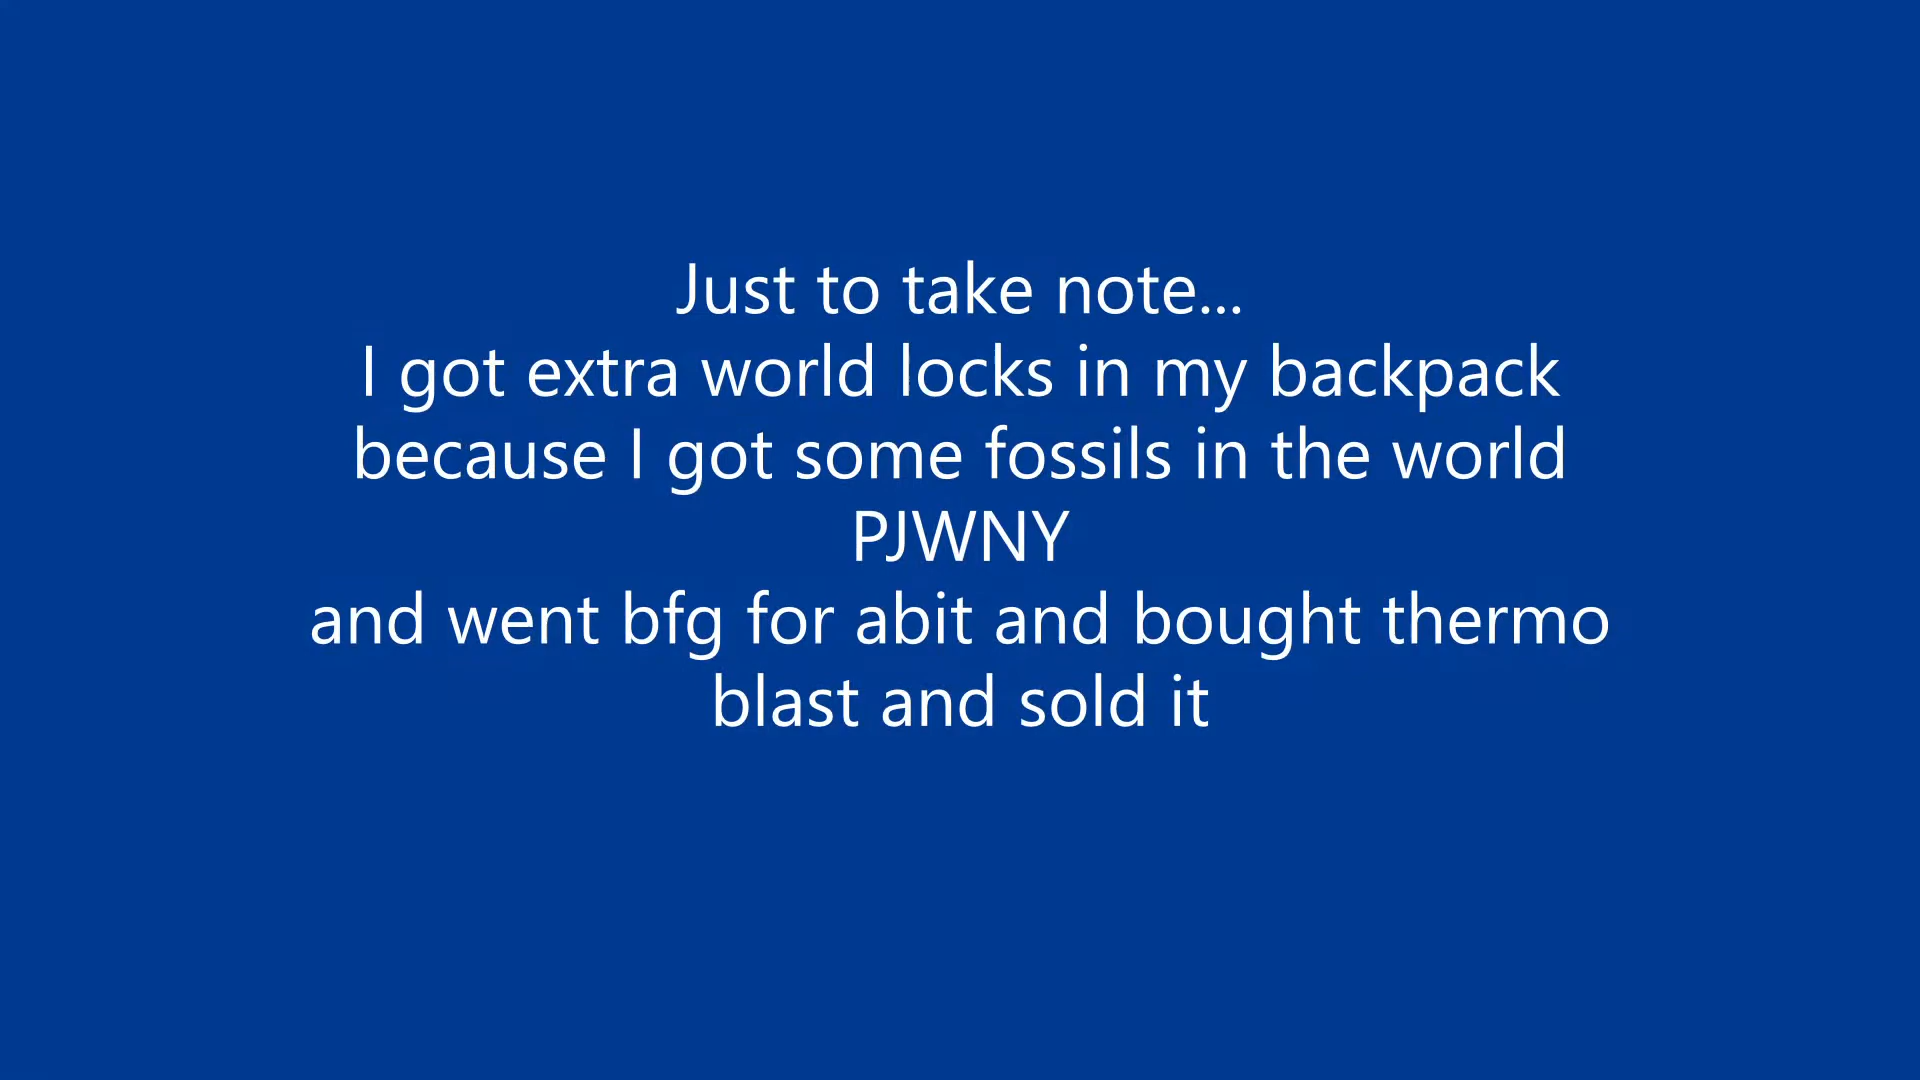 Just to take note...
I got extra world locks in my backpack
because I got some fossils in the world
PJWNY
and went bfg for abit and bought thermo
blast and sold it